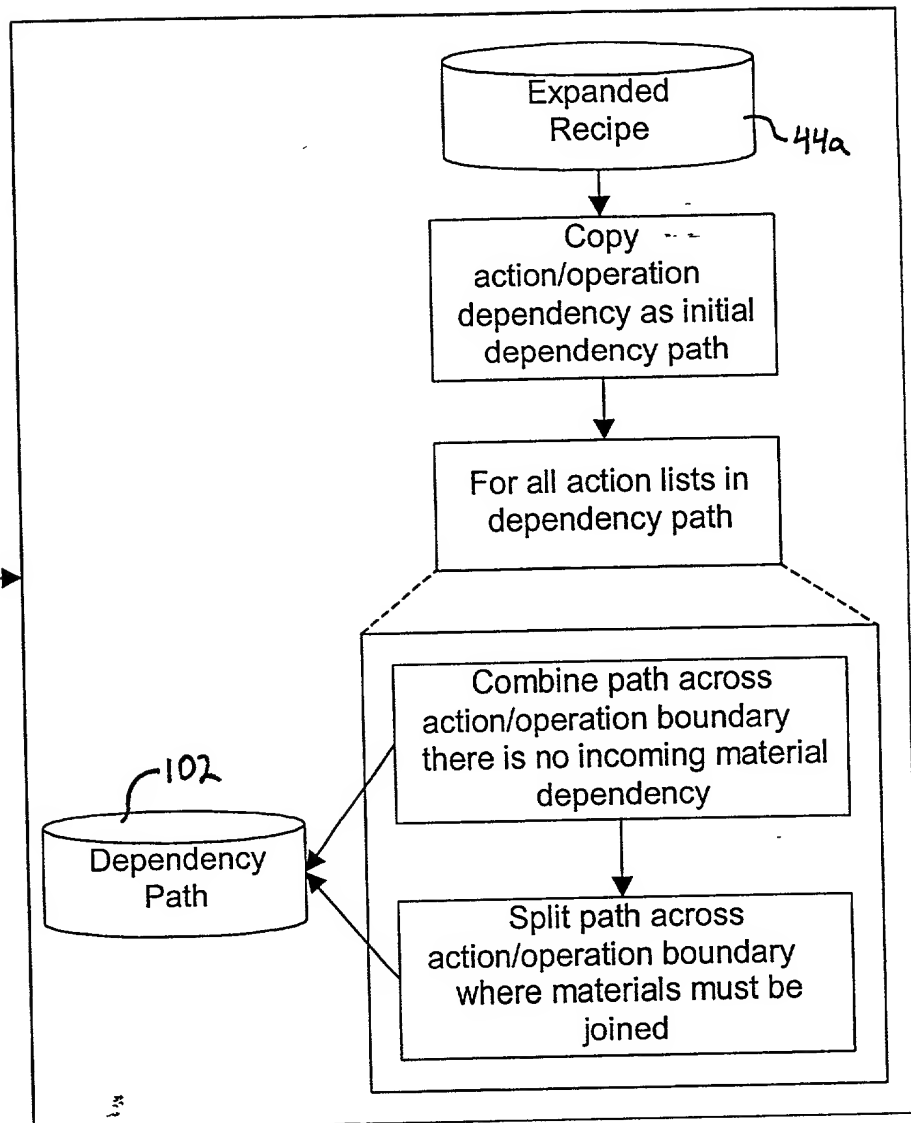 Expanded
Recipe
44a
Copy
action/operation
dependency as initial
dependency path
For all action lists in
dependency path
Combine path across
action/operation boundary
there is no incoming material
dependency
102
Dependency
Path
Split path across
action/operation boundary
where materials must be
joined